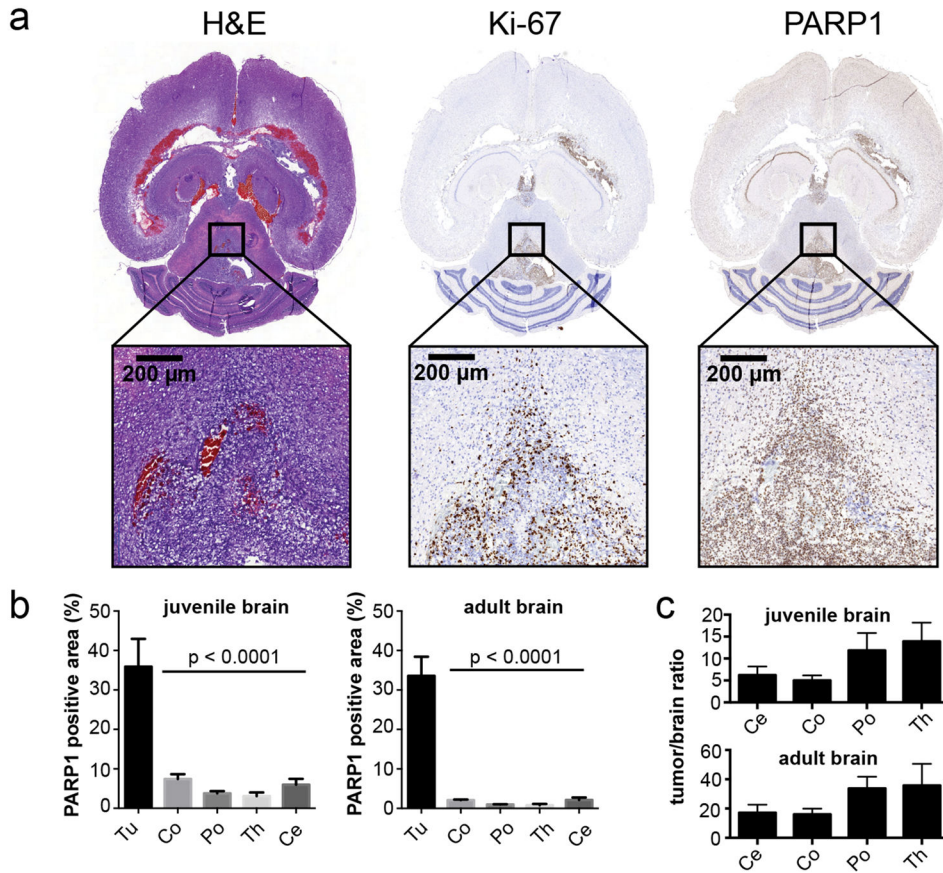 a
H&E
Ki-67
PARP1
200 µm
200 µm
200 µm
b
PARP1 positive area (%)
50
40
30
20
10
0
juvenile brain
p < 0.0001
Tu
Co
Po
Th
Ce
PARP1 positive area (%)
50
40
30
20
10
0
adult brain
p < 0.0001
Tu
Co
Po
Th
Ce
c
tumor/brain ratio
20
15
10
5
0
juvenile brain
Ce
Co
Po
Th
60
40
20
0
adult brain
Ce
Co
Po
Th